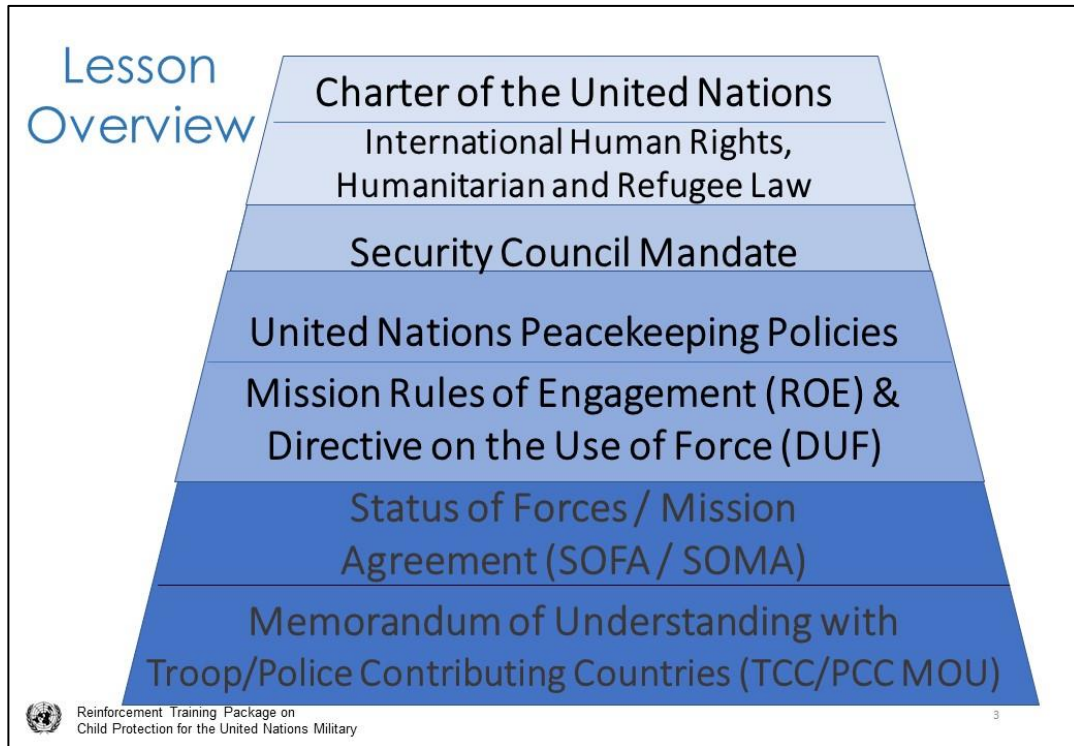 Lesson
Overview
Charter of the United Nations
International Human Rights,
Humanitarian and Refugee Law
Security Council Mandate
United Nations Peacekeeping Policies
Mission Rules of Engagement (ROE) &
Directive on the Use of Force (DUF)
Status of Forces / Mission
Agreement (SOFA / SOMA)
Memorandum of Understanding with
Troop/Police Contributing Countries (TCC/PCC MOU)
Reinforcement Training Package on
Child Protection for the United Nations Military
3